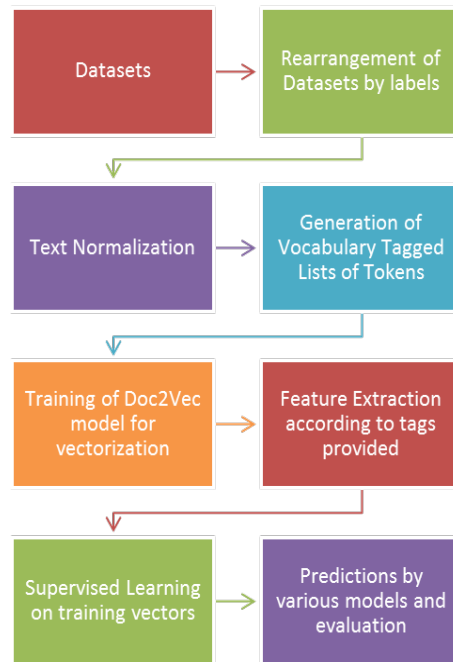 Datasets
Rearrangement of
Datasets by labels
Text Normalization
Generation of
Vocabulary Tagged
Lists of Tokens
Training of Doc2Vec
model for
vectorization
Feature Extraction
according to tags
provided
Supervised Learning
on training vectors
Predictions by
various models and
evaluation